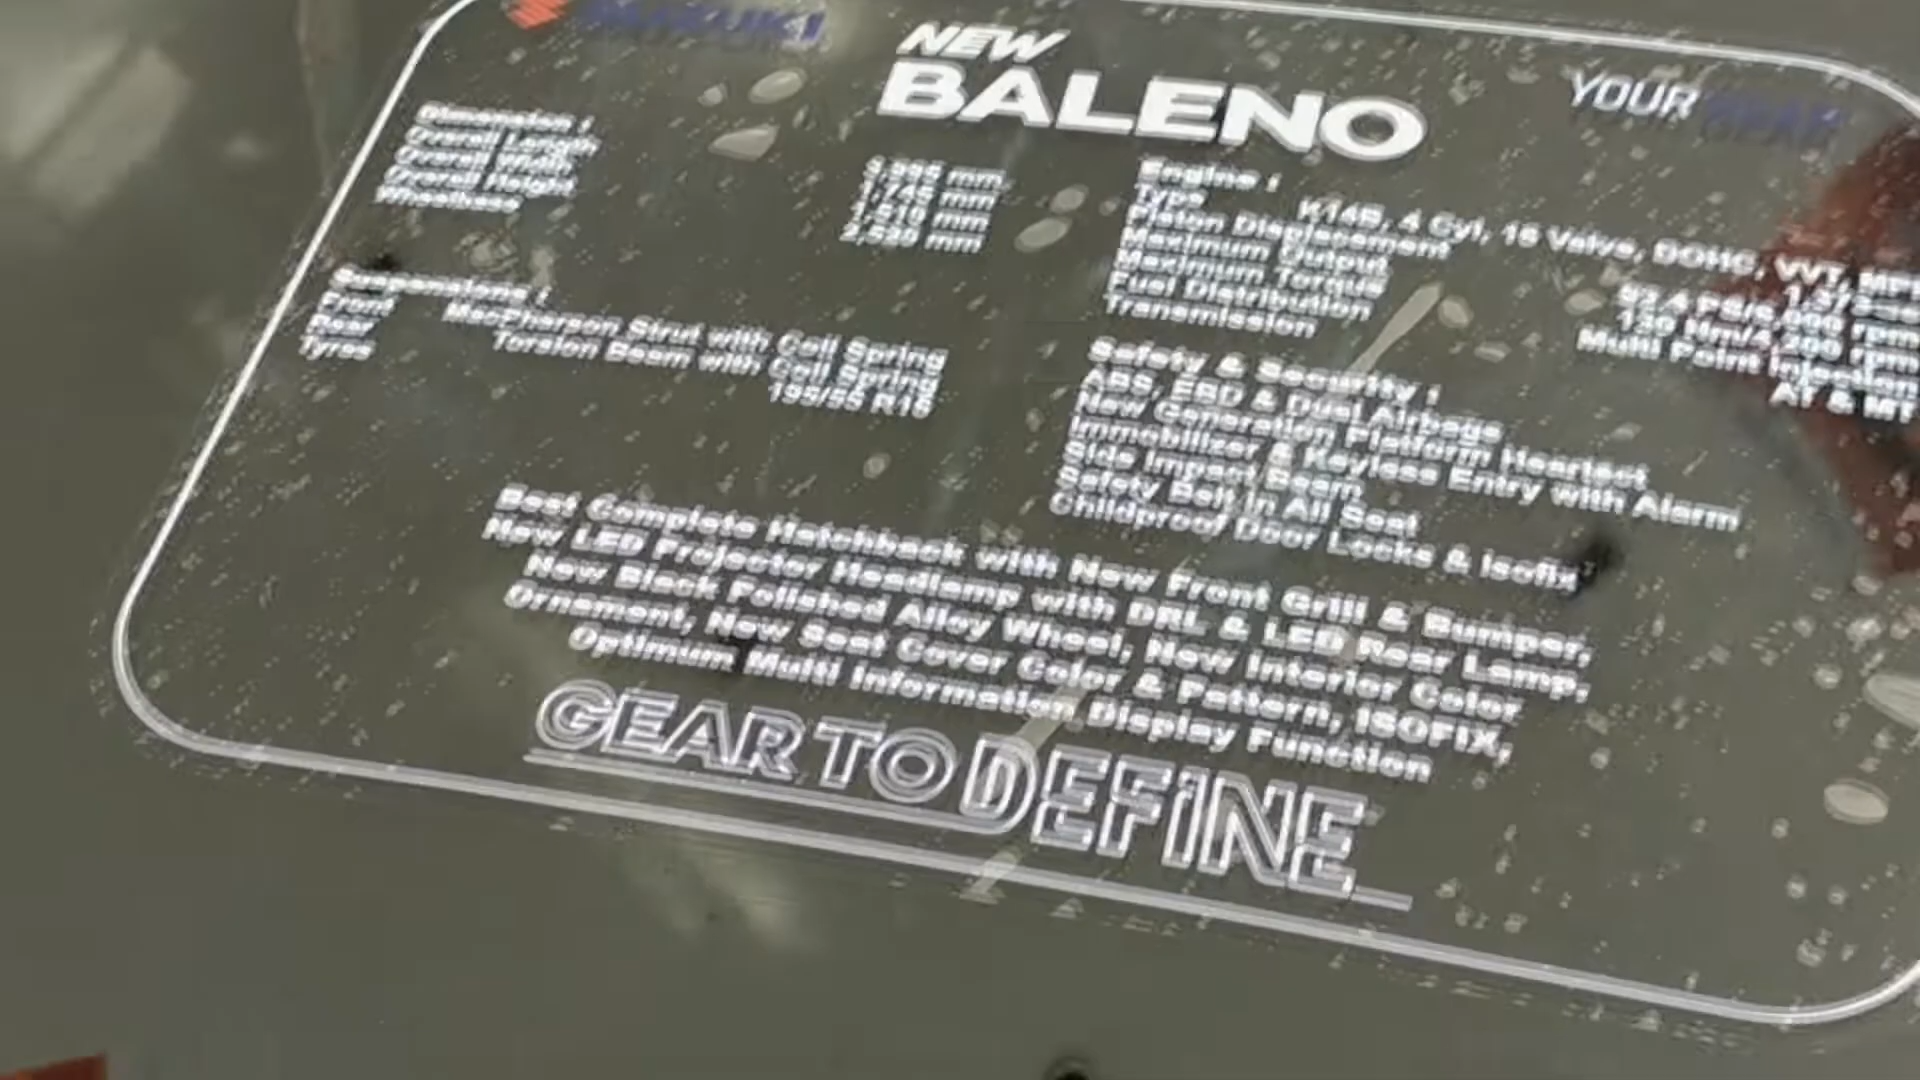 SUZUKI
NEW
BALENO
YOUR
Dimension :
Overall Length 3,995 mm
Overall Width 1,745 mm
Overall Height 1,510 mm
Wheelbase 2,520 mm
Suspension :
Front MacPherson Strut with Coil Spring
Rear Torsion Beam with Coil Spring
Tyres 195/55 R16
Engine :
Type K14B, 4 Cyl, 16 Valve, DOHC, VVT,
Piston Displacement
Maximum Output
Maximum Torque
Fuel Distribution Multi Point Injection
Transmission AT & MT
Safety & Security :
ABS, EBD & Dual Airbags
New Generation Platform Heartect
Immobilizer & Keyless Entry with Alarm
Side Impact Beam
Safety Belt in All Seat
Childproof Door Locks & isofix
Best Complete Hatchback with New Front Grill & Bumper,
New LED Projector Headlamp with DRL & LED Rear Lamp,
New Black Polished Alloy Wheel, New Interior Color
Ornament, New Seat Cover Color & Pattern, ISOFIX,
Optimum Multi Information Display Function
GEAR TO DEFINE